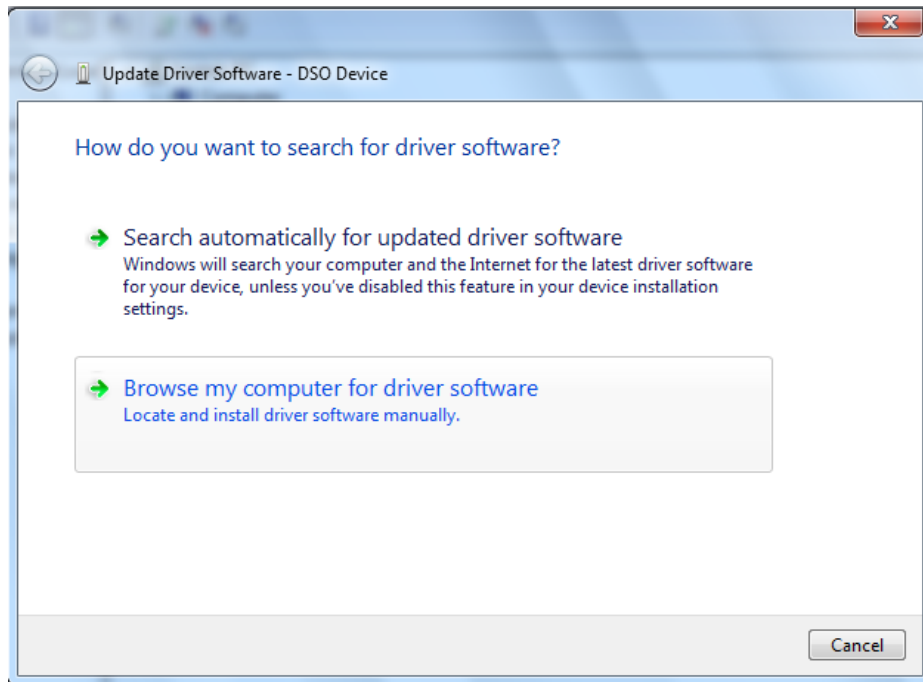 Update Driver Software - DSO Device
How do you want to search for driver software?
Search automatically for updated driver software
Windows will search your computer and the Internet for the latest driver software
for your device, unless you've disabled this feature in your device installation
settings.
Browse my computer for driver software
Locate and install driver software manually.
Cancel